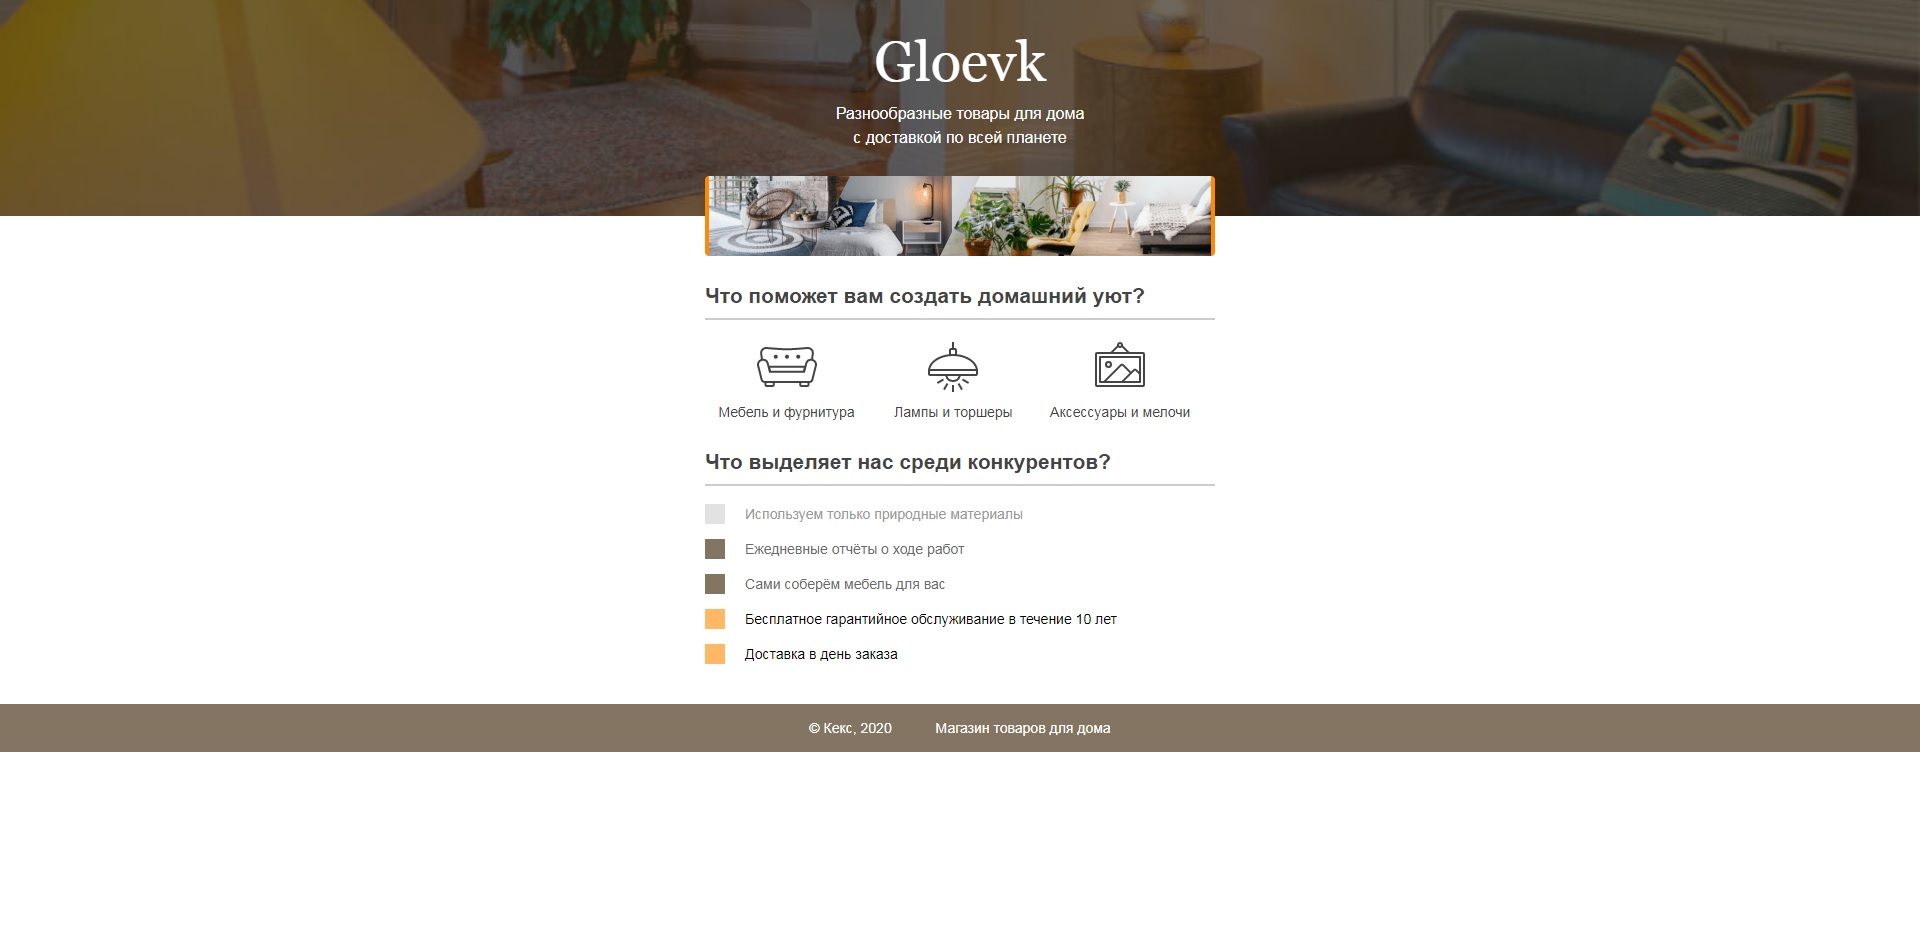 Gloevk
Разнообразные товары для дома
с доставкой по всей планете
Что поможет вам создать домашний уют?
Мебель и фурнитура
Лампы и торшеры
Аксессуары и мелочи
Что выделяет нас среди конкурентов?
Используем только природные материалы
Ежедневные отчёты о ходе работ
Сами соберём мебель для вас
Бесплатное гарантийное обслуживание в течение 10 лет
Доставка в день заказа
© Кекс, 2020
Магазин товаров для дома